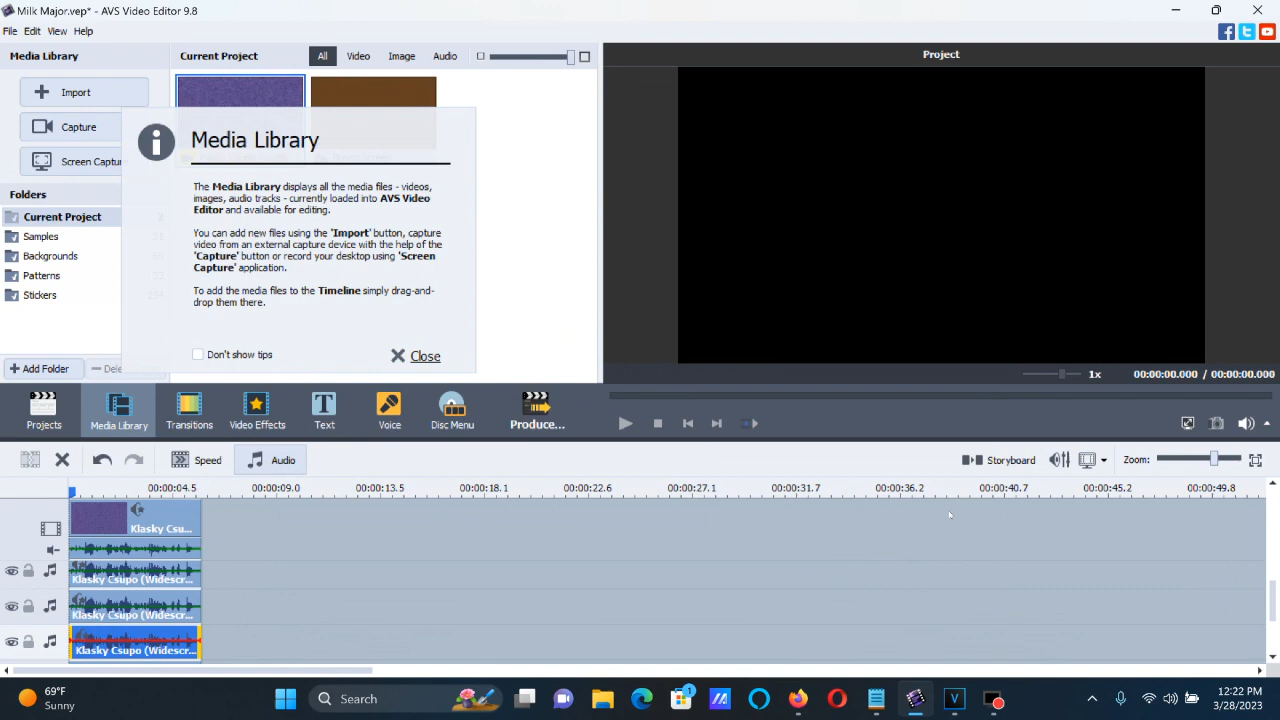 Milk Major.vep* - AVS Video Editor 9.8
File Edit View Help
Media Library
Current Project
All
Video
Image
Audio
Project
Import
Capture
Screen Captu
Folders
Current Project
Samples
Backgrounds
Patterns
Stickers
Media Library
The Media Library displays all the media files - videos,
images, audio tracks - currently loaded into AVS Video
Editor and available for editing.
You can add new files using the 'Import' button, capture
video from an external capture device with the help of the
'Capture' button or record your desktop using 'Screen
Capture' application.
To add the media files to the Timeline simply drag-and-
drop them there.
Don't show tips
Close
Add Folder
Dele
1x
00:00:00.000 / 00:00:00.000
Projects
Media Library
Transitions
Video Effects
Text
Voice
Disc Menu
Produce...
Speed
Audio
Storyboard
Zoom:
00:00:04.5 00:00:09.0 00:00:13.5 00:00:18.1 00:00:22.6 00:00:27.1 00:00:31.7 00:00:36.2 00:00:40.7 00:00:45.2 00:00:49.8
Klasky Csu...
Klasky Csupo (Widescr...
Klasky Csupo (Widescr...
Klasky Csupo (Widescr...
69°F
Sunny
Search
1
12:22 PM
3/28/2023